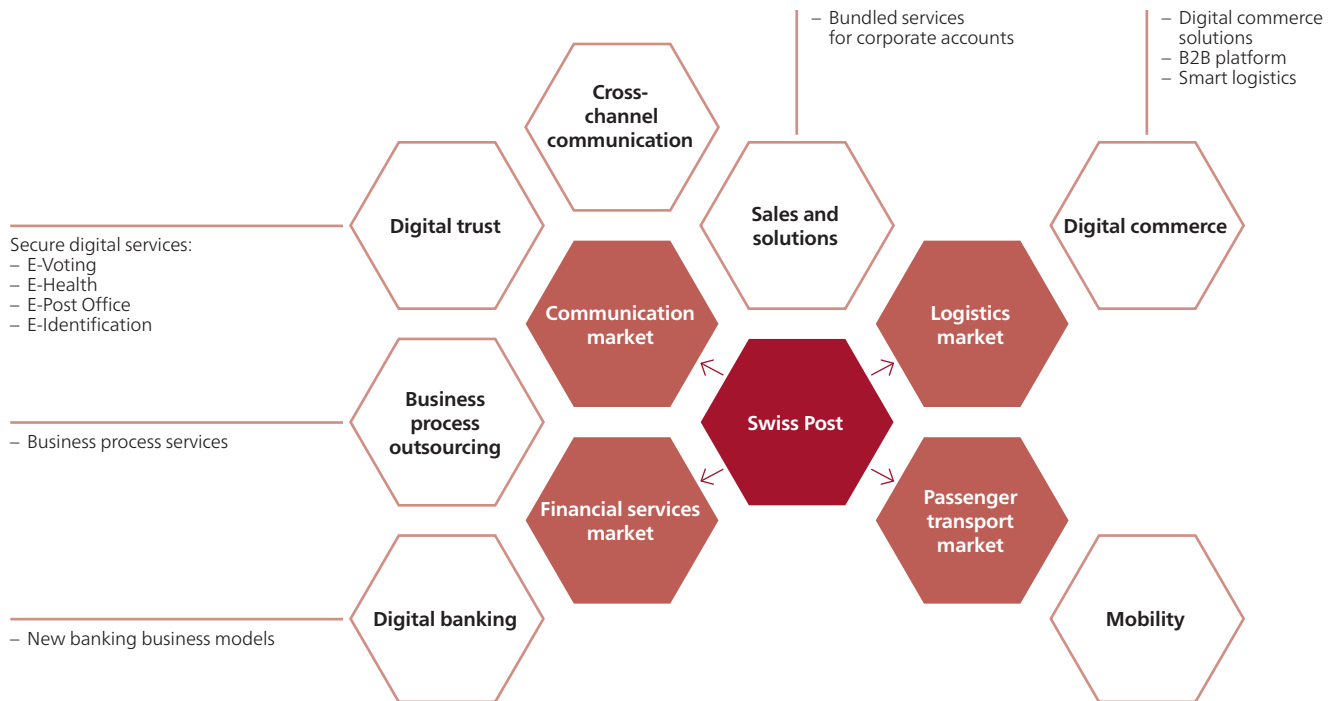 – Bundled services
for corporate accounts
– Digital commerce
solutions
– B2B platform
– Smart logistics
Cross-
channel
communication
Digital trust
Sales and
solutions
Digital commerce
Secure digital services:
– E-Voting
– E-Health
– E-Post Office
– E-Identification
Communication
market
Logistics
market
Business
process
outsourcing
Swiss Post
– Business process services
Financial services
market
Passenger
transport
market
Digital banking
Mobility
– New banking business models